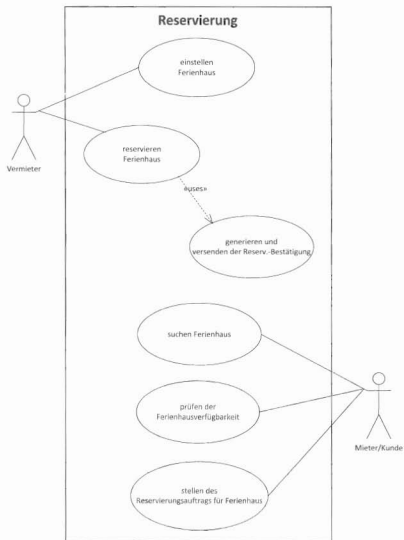 Reservierung
einstellen
Ferienhaus
Vermieter
reservieren
Ferienhaus
«uses»
generieren und
versenden der Reserv.-Bestätigung
suchen Ferienhaus
prüfen der
Ferienhausverfügbarkeit
Mieter/Kunde
stellen des
Reservierungsauftrags für Ferienhaus